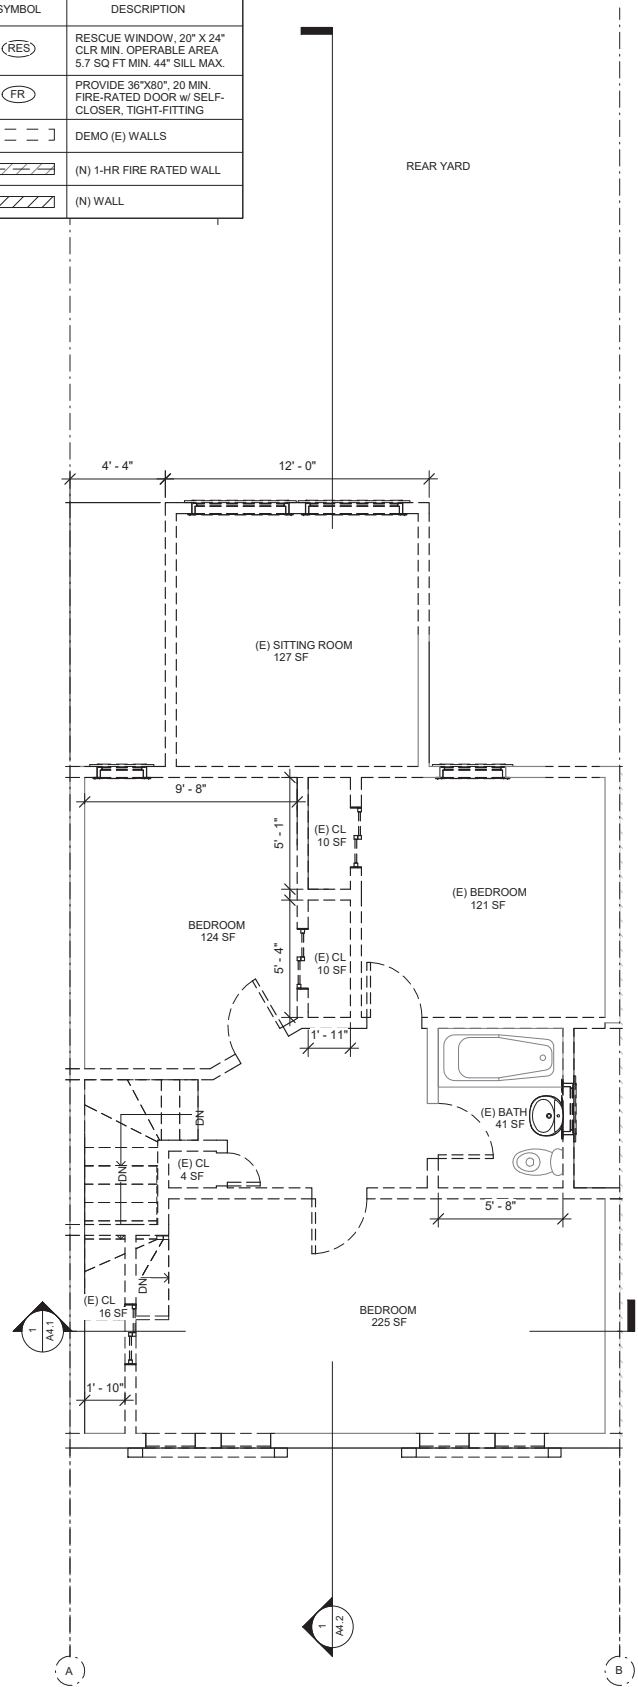 SYMBOL DESCRIPTION
RES
RESCUE WINDOW, 20" X 24"
CLR MIN. OPERABLE AREA
5.7 SQ FT MIN. 44" SILL MAX.
FR
PROVIDE 36"X80", 20 MIN.
FIRE-RATED DOOR w/ SELF-
CLOSER, TIGHT-FITTING
DEMO (E) WALLS
(N) 1-HR FIRE RATED WALL
(N) WALL
REAR YARD
4' - 4"
12' - 0"
(E) SITTING ROOM
127 SF
9' - 8"
5' - 1"
(E) CL
10 SF
(E) BEDROOM
121 SF
BEDROOM
124 SF
5' - 4"
(E) CL
10 SF
1' - 11"
DN
(E) BATH
41 SF
DN
(E) CL
4 SF
5' - 8"
DN
(E) CL
16 SF
BEDROOM
225 SF
1
A4.1
1' - 10"
1
A4.2
A
B